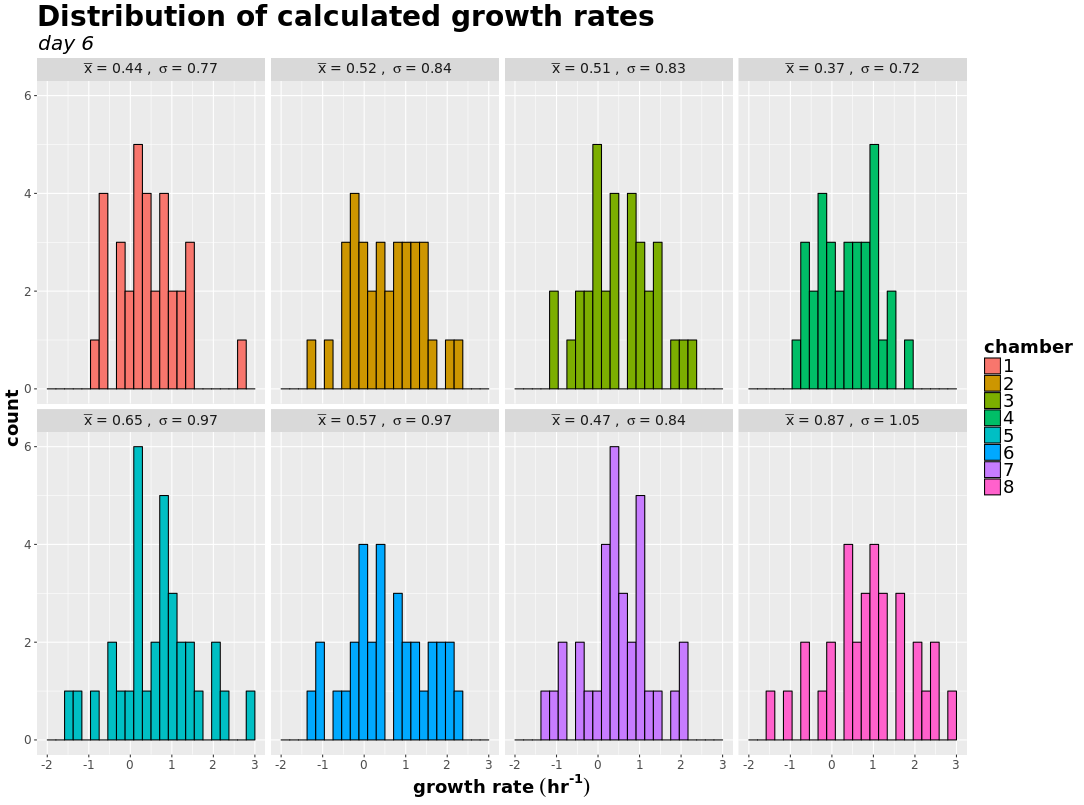 Distribution of calculated growth rates
day 6
x̅ = 0.44 , σ = 0.77
x̅ = 0.52 , σ = 0.84
x̅ = 0.51 , σ = 0.83
x̅ = 0.37 , σ = 0.72
6
4
2
0
x̅ = 0.65 , σ = 0.97
x̅ = 0.57 , σ = 0.97
x̅ = 0.47 , σ = 0.84
x̅ = 0.87 , σ = 1.05
6
4
2
0
-2 -1 0 1 2 3
-2 -1 0 1 2 3
-2 -1 0 1 2 3
-2 -1 0 1 2 3
count
growth rate (hr⁻¹)
chamber
1
2
3
4
5
6
7
8